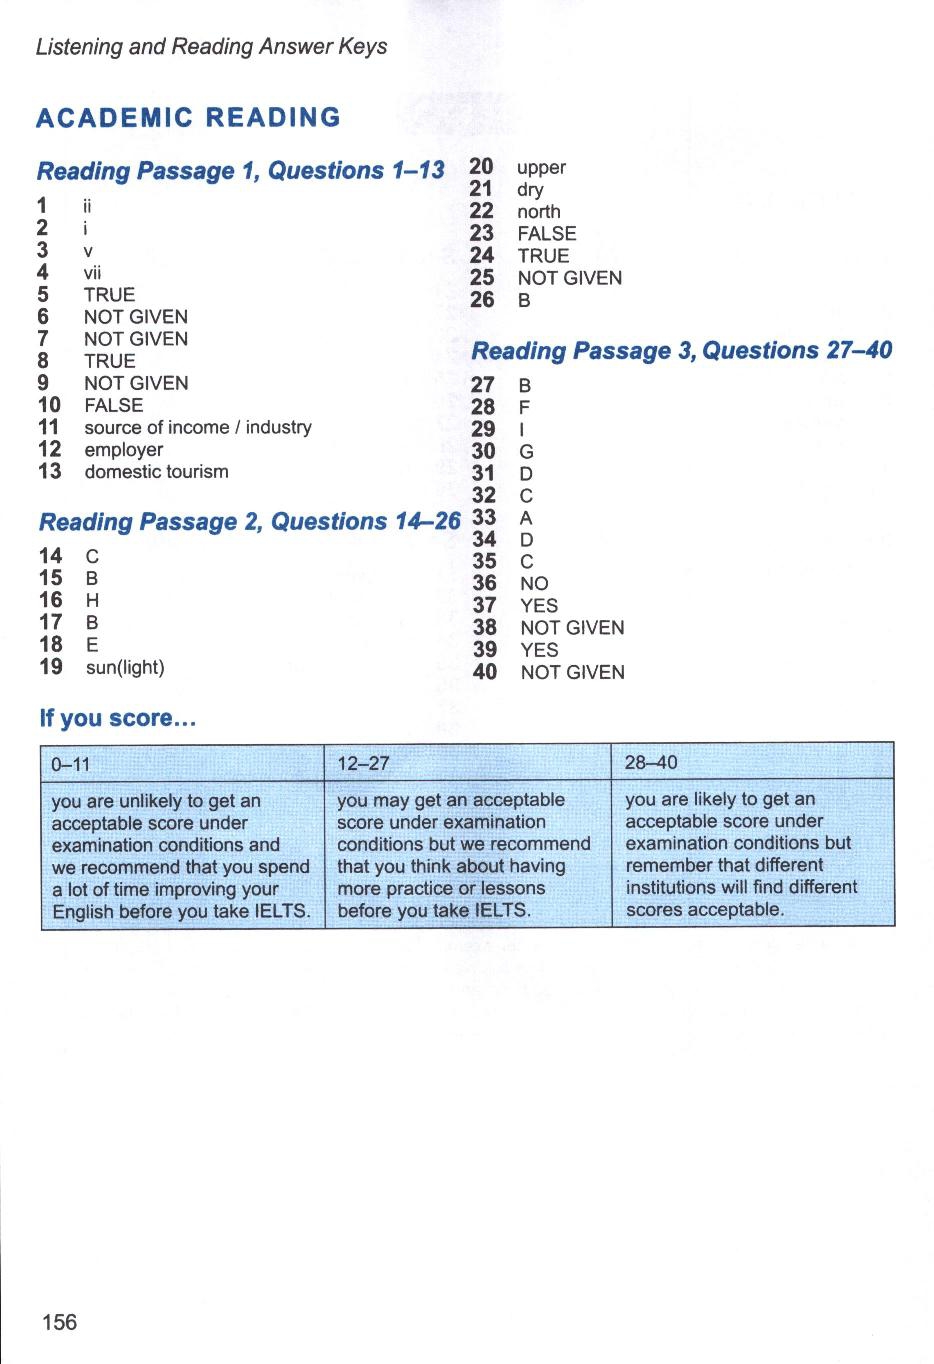 Listening and Reading Answer Keys
ACADEMIC READING
Reading Passage 1, Questions 1–13
1 ii
2 i
3 v
4 vii
5 TRUE
6 NOT GIVEN
7 NOT GIVEN
8 TRUE
9 NOT GIVEN
10 FALSE
11 source of income / industry
12 employer
13 domestic tourism
Reading Passage 2, Questions 14–26
14 C
15 B
16 H
17 B
18 E
19 sun(light)
20 upper
21 dry
22 north
23 FALSE
24 TRUE
25 NOT GIVEN
26 B
Reading Passage 3, Questions 27–40
27 B
28 F
29 I
30 G
31 D
32 C
33 A
34 D
35 C
36 NO
37 YES
38 NOT GIVEN
39 YES
40 NOT GIVEN
If you score...
0–11
you are unlikely to get an
acceptable score under
examination conditions and
we recommend that you spend
a lot of time improving your
English before you take IELTS.
12–27
you may get an acceptable
score under examination
conditions but we recommend
that you think about having
more practice or lessons
before you take IELTS.
28–40
you are likely to get an
acceptable score under
examination conditions but
remember that different
institutions will find different
scores acceptable.
156